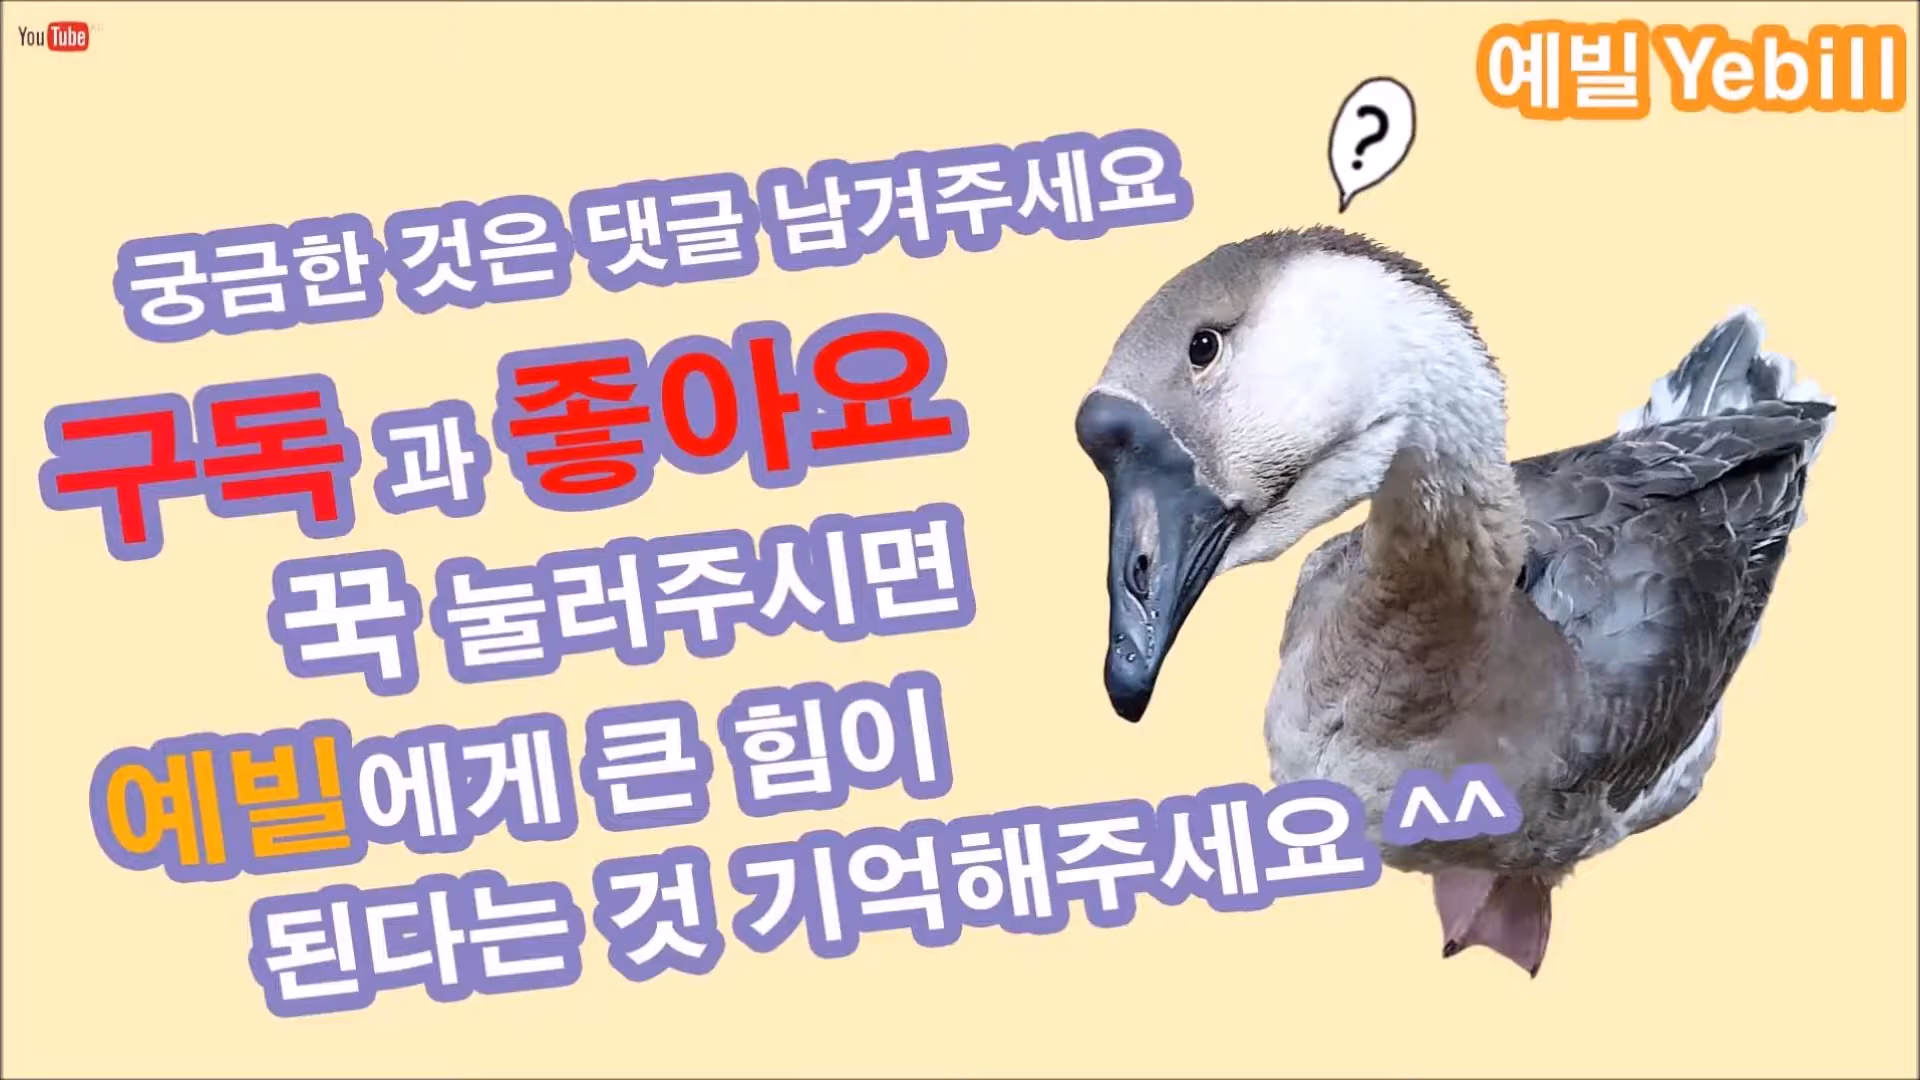 YouTube
예빌 Yebill
?
궁금한 것은 댓글 남겨주세요
구독 과 좋아요
꾹 눌러주시면
예빌에게 큰 힘이
된다는 것 기억해주세요 ^^